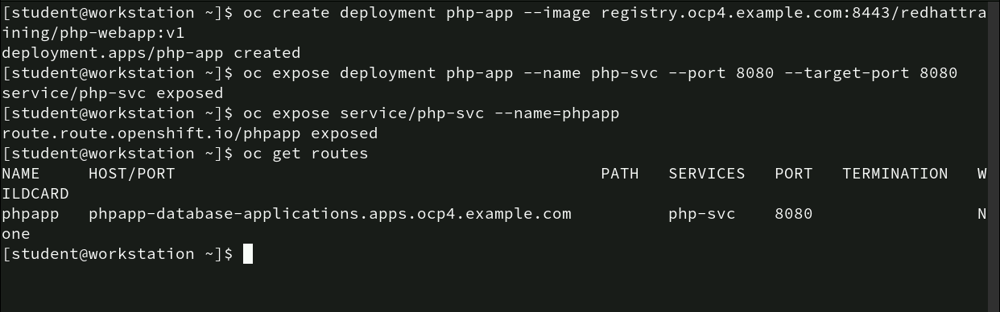 [student@workstation ~]$ oc create deployment php-app --image registry.ocp4.example.com:8443/redhattra
ining/php-webapp:v1
deployment.apps/php-app created
[student@workstation ~]$ oc expose deployment php-app --name php-svc --port 8080 --target-port 8080
service/php-svc exposed
[student@workstation ~]$ oc expose service/php-svc --name=phpapp
route.route.openshift.io/phpapp exposed
[student@workstation ~]$ oc get routes
NAME     HOST/PORT                                            PATH   SERVICES   PORT   TERMINATION   W
ILDCARD
phpapp   phpapp-database-applications.apps.ocp4.example.com          php-svc    8080                 N
one
[student@workstation ~]$